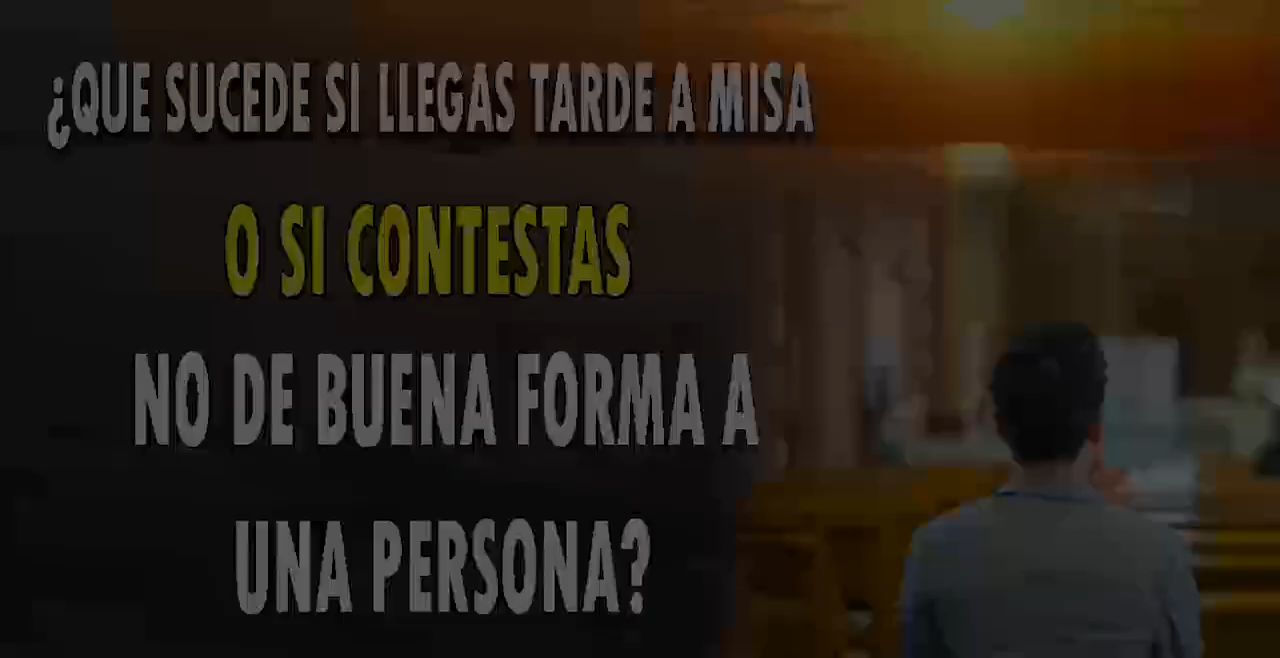 ¿QUE SUCEDE SI LLEGAS TARDE A MISA
O SI CONTESTAS
NO DE BUENA FORMA A
UNA PERSONA?